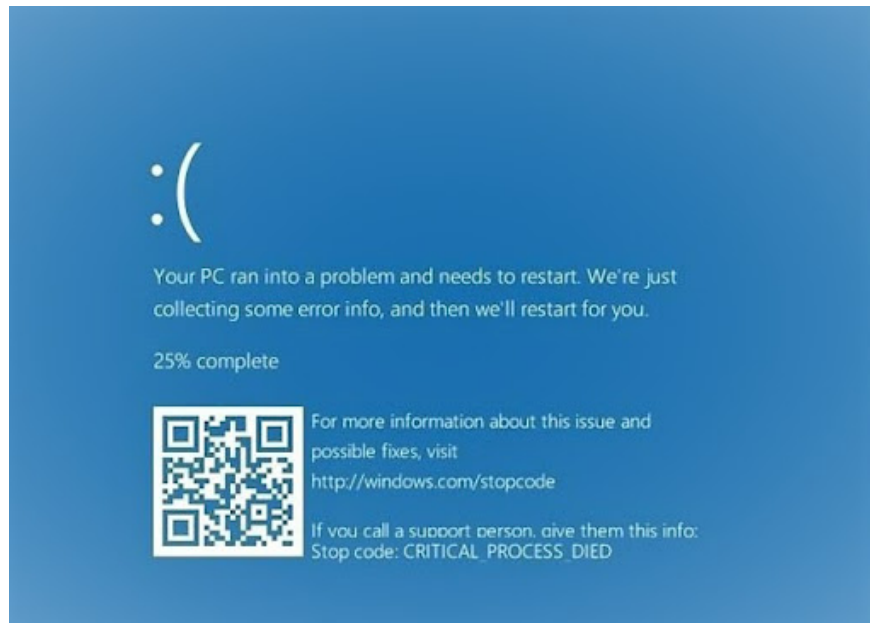 :(
Your PC ran into a problem and needs to restart. We're just
collecting some error info, and then we'll restart for you.
25% complete
For more information about this issue and
possible fixes, visit
http://windows.com/stopcode
If you call a support person, give them this info:
Stop code: CRITICAL_PROCESS_DIED